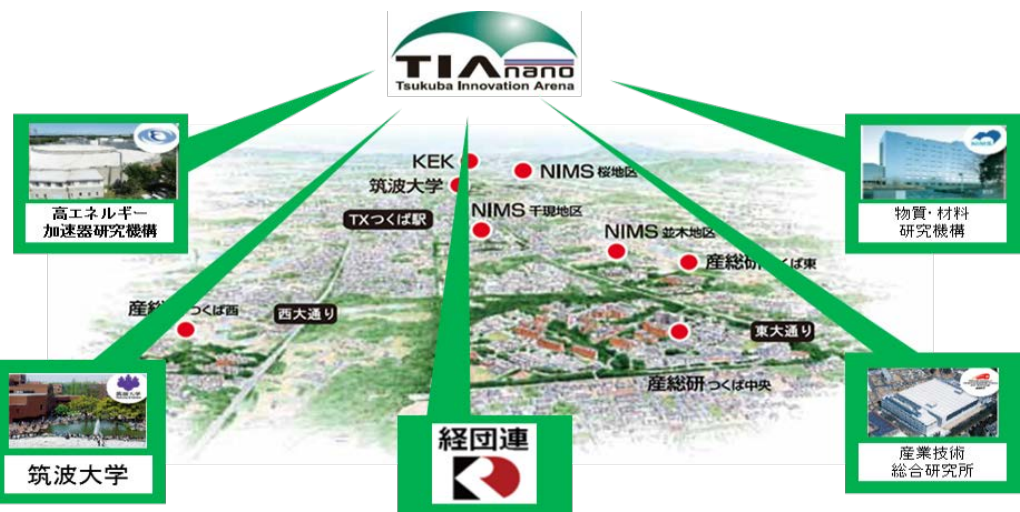 TIA nano
Tsukuba Innovation Arena
高エネルギー
加速器研究機構
物質・材料
研究機構
KEK
NIMS 桜地区
筑波大学
TXつくば駅
NIMS 千現地区
NIMS 並木地区
産総研 つくば東
産総 つくば西
西大通り
東大通り
産総研 つくば中央
筑波大学
筑波大学
経団連
産業技術
総合研究所